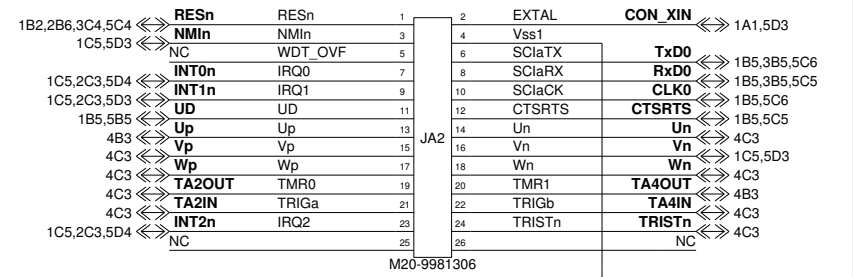 RESn RESn 1 2 EXTAL CON_XIN
1B2,2B6,3C4,5C4 1A1,5D3
NMIn NMIn 3 4 Vss1
1C5,5D3
NC WDT_OVF 5 6 SCIaTX TxD0
1B5,3B5,5C6
INT0n IRQ0 7 8 SCIaRX RxD0
1C5,2C3,5D4 1B5,3B5,5C5
INT1n IRQ1 9 10 SCIaCK CLK0
1C5,2C3,5D3 1B5,5C6
UD UD 11 12 CTSRTS CTSRTS
1B5,5B5 1B5,5C5
Up Up 13 JA2 14 Un Un
4B3 4C3
Vp Vp 15 16 Vn Vn
4C3 1C5,5D3
Wp Wp 17 18 Wn Wn
4C3 4C3
TA2OUT TMR0 19 20 TMR1 TA4OUT
4C3 4B3
TA2IN TRIGa 21 22 TRIGb TA4IN
4C3 4C3
INT2n IRQ2 23 24 TRISTn TRISTn
1C5,2C3,5D4 4C3
NC 25 26 NC
M20-9981306